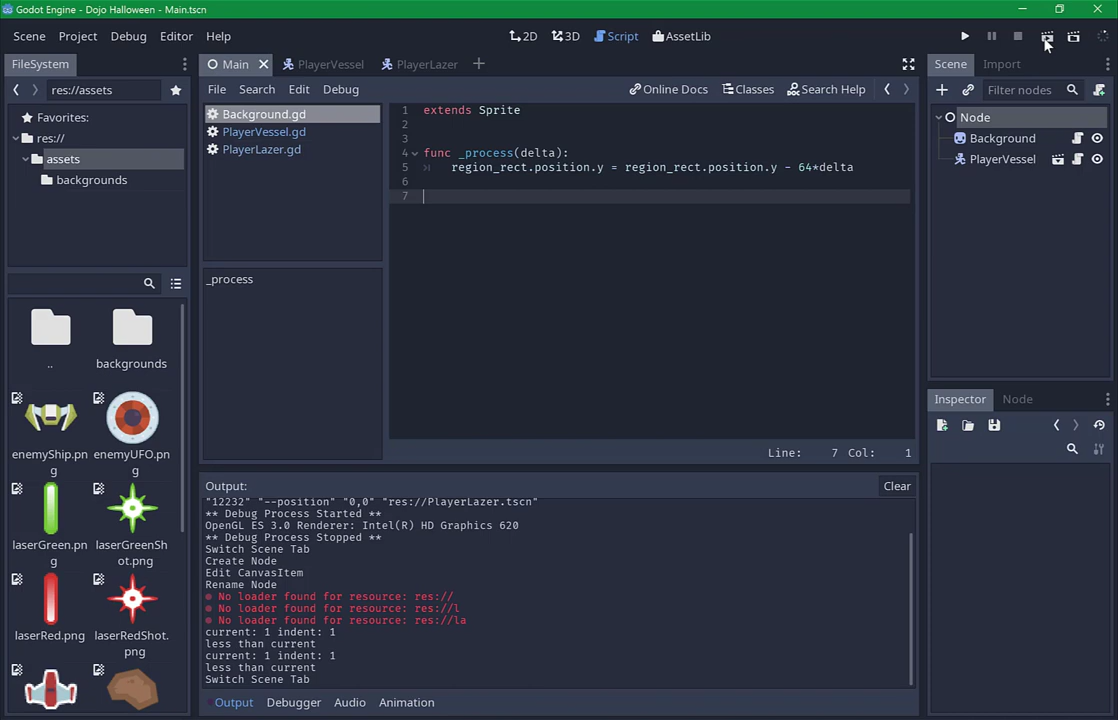 Godot Engine - Dojo Halloween - Main.tscn
Scene Project Debug Editor Help
2D 3D Script AssetLib
FileSystem
res://assets
Favorites:
res://
assets
backgrounds
..
backgrounds
enemyShip.pn
g
enemyUFO.pn
g
laserGreen.pn
g
laserGreenSh
ot.png
laserRed.png
laserRedShot.
png
Main PlayerVessel PlayerLazer
File Search Edit Debug
Online Docs Classes Search Help
Background.gd
PlayerVessel.gd
PlayerLazer.gd
_process
1 extends Sprite
2
3
4 func _process(delta):
5 region_rect.position.y = region_rect.position.y - 64*delta
6
7
Line: 7 Col: 1
Output:
Clear
"12232" "--position" "0,0" "res://PlayerLazer.tscn"
** Debug Process Started **
OpenGL ES 3.0 Renderer: Intel(R) HD Graphics 620
** Debug Process Stopped **
Switch Scene Tab
Create Node
Edit CanvasItem
Rename Node
No loader found for resource: res://
No loader found for resource: res://l
No loader found for resource: res://la
current: 1 indent: 1
less than current
current: 1 indent: 1
less than current
Switch Scene Tab
Output Debugger Audio Animation
Scene Import
Filter nodes
Node
Background
PlayerVessel
Inspector Node